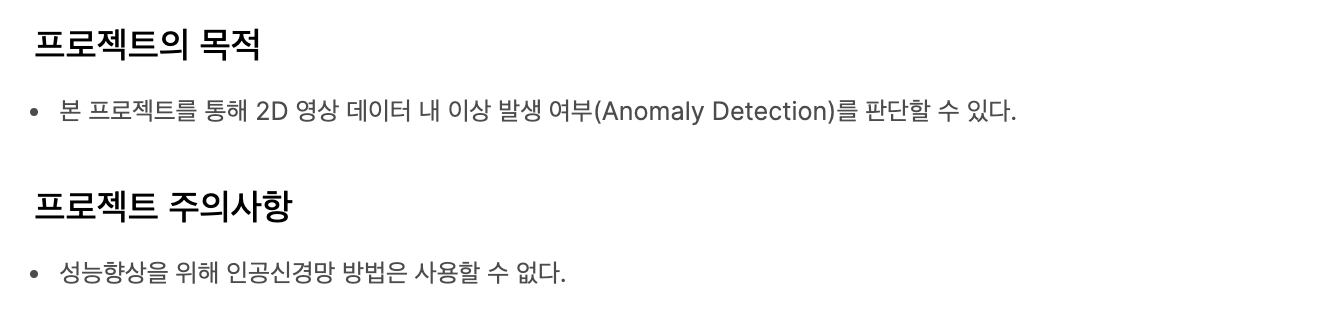 프로젝트의 목적
• 본 프로젝트를 통해 2D 영상 데이터 내 이상 발생 여부(Anomaly Detection)를 판단할 수 있다.
프로젝트 주의사항
• 성능향상을 위해 인공신경망 방법은 사용할 수 없다.